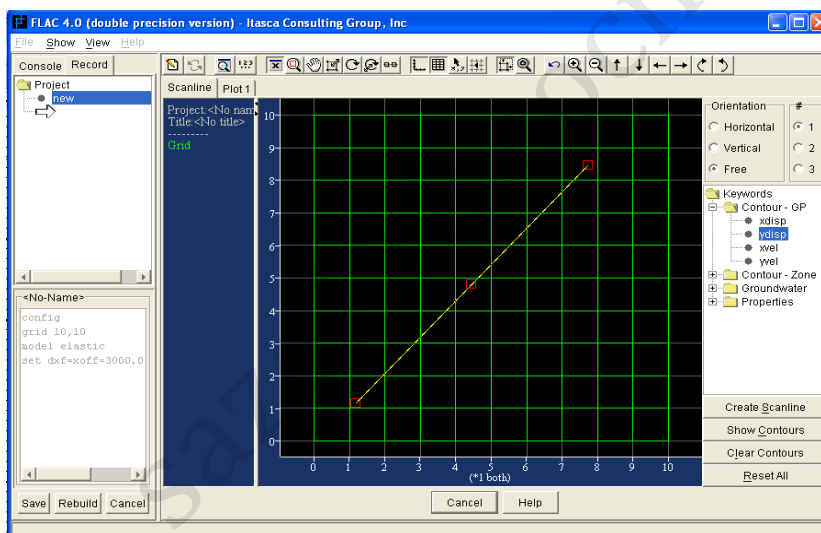 FLAC 4.0 (double precision version) - Itasca Consulting Group, Inc
File Show View Help
Console Record
Project
new
<No-Name>
config
grid 10,10
model elastic
set dxf=xoff=3000.0
Save Rebuild Cancel
Scanline Plot 1
Project:<No nam
Title:<No title>
---------
Grid
10
9
8
7
6
5
4
3
2
1
0
0 1 2 3 4 5 6 7 8 9 10
(*1 both)
Cancel Help
Orientation #
Horizontal 1
Vertical 2
Free 3
Keywords
Contour - GP
xdisp
ydisp
xvel
yvel
Contour - Zone
Groundwater
Properties
Create Scanline
Show Contours
Clear Contours
Reset All